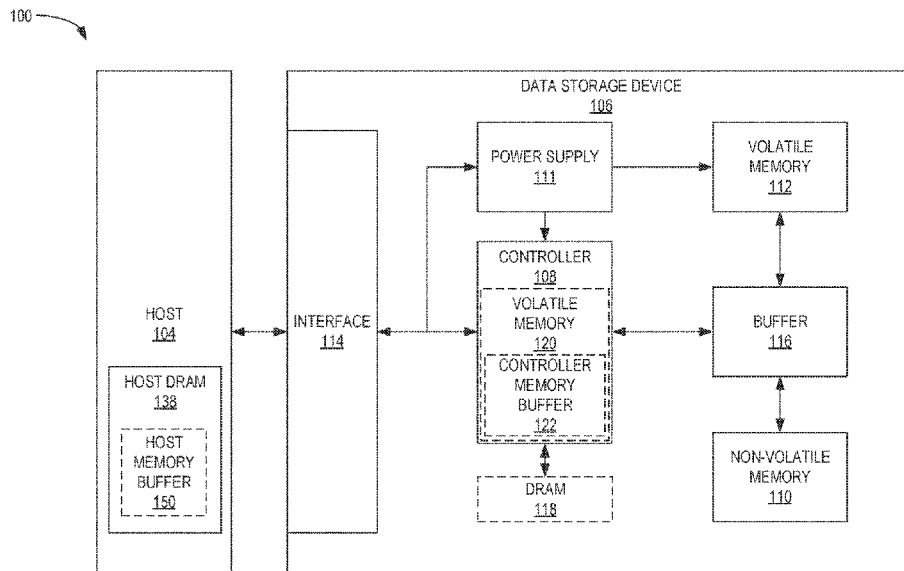 100
DATA STORAGE DEVICE
106
POWER SUPPLY
111
VOLATILE
MEMORY
112
CONTROLLER
108
VOLATILE
MEMORY
120
CONTROLLER
MEMORY
BUFFER
122
HOST
104
INTERFACE
114
BUFFER
116
HOST DRAM
138
HOST
MEMORY
BUFFER
150
DRAM
118
NON-VOLATILE
MEMORY
110